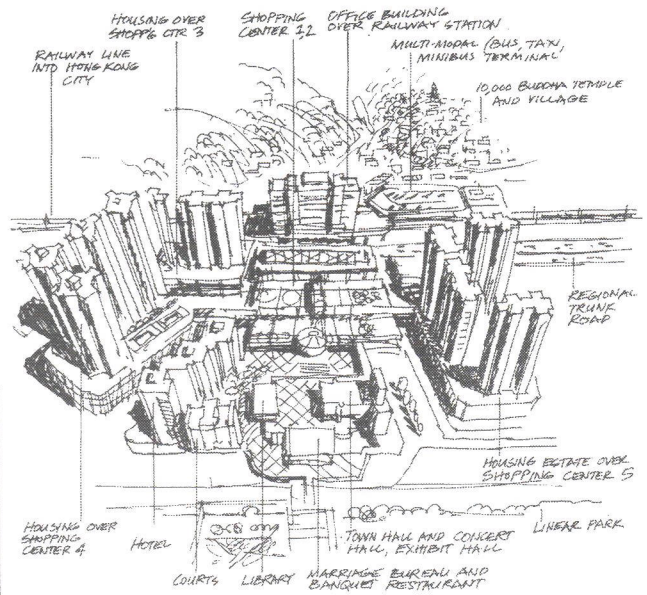 HOUSING OVER
SHOPP'G CTR 3
SHOPPING
CENTER 1,2
OFFICE BUILDING
OVER RAILWAY STATION
RAILWAY LINE
INTO HONG KONG
CITY
MULTI-MODAL (BUS, TAXI,
MINIBUS TERMINAL
10,000 BUDDHA TEMPLE
AND VILLAGE
REGIONAL
TRUNK
ROAD
HOUSING ESTATE OVER
SHOPPING CENTER 5
HOUSING OVER
SHOPPING
CENTER 4
HOTEL
COURTS
LIBRARY
MARRIAGE BUREAU AND
BANQUET RESTAURANT
TOWN HALL AND CONCERT
HALL, EXHIBIT HALL
LINEAR PARK